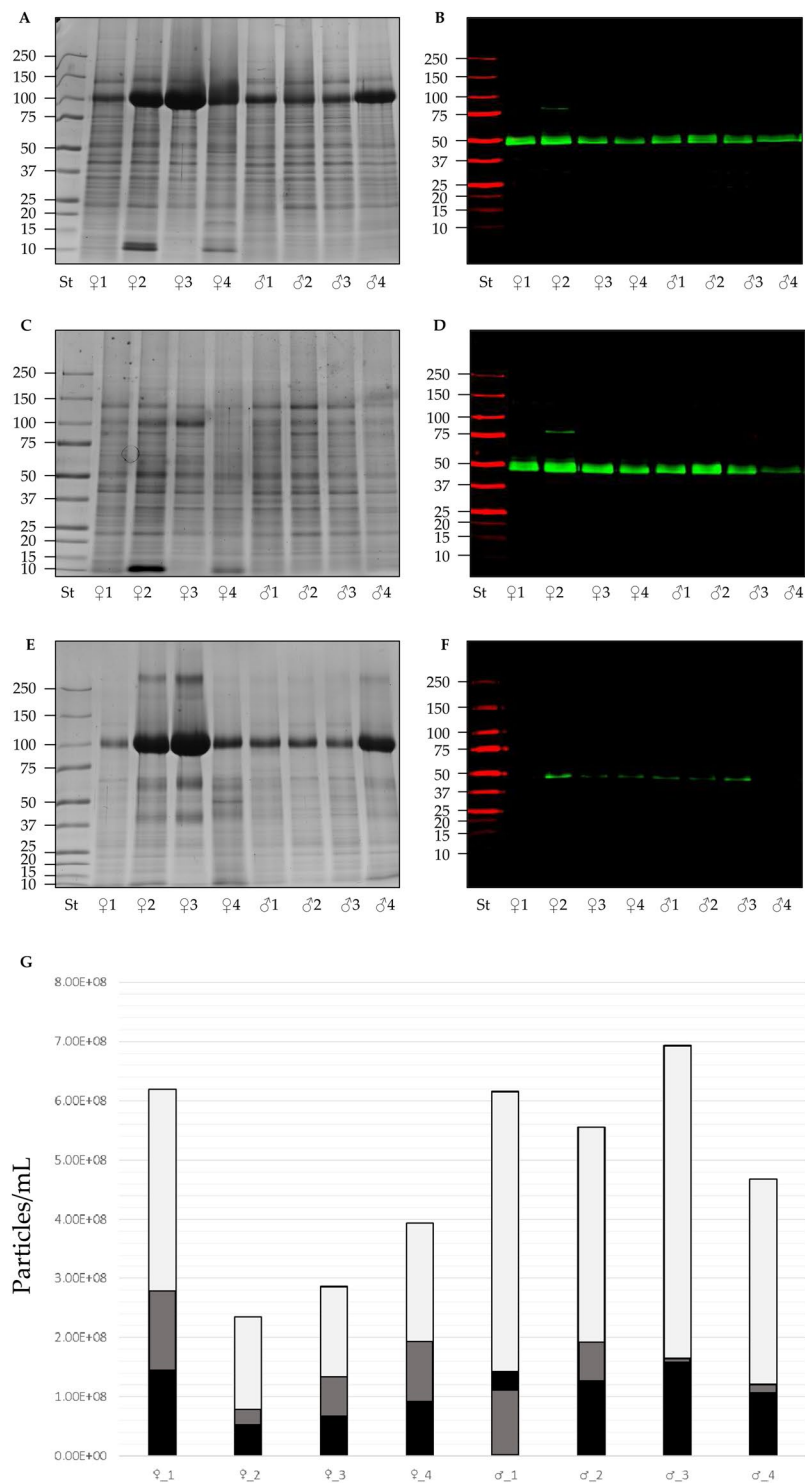 A
250
150
100
75
50
37
25
20
15
10
St ♀1 ♀2 ♀3 ♀4 ♂1 ♂2 ♂3 ♂4
B
250
150
100
75
50
37
25
20
15
10
St ♀1 ♀2 ♀3 ♀4 ♂1 ♂2 ♂3 ♂4
C
250
150
100
75
50
37
25
20
15
10
St ♀1 ♀2 ♀3 ♀4 ♂1 ♂2 ♂3 ♂4
D
250
150
100
75
50
37
25
20
15
10
St ♀1 ♀2 ♀3 ♀4 ♂1 ♂2 ♂3 ♂4
E
250
150
100
75
50
37
25
20
15
10
St ♀1 ♀2 ♀3 ♀4 ♂1 ♂2 ♂3 ♂4
F
250
150
100
75
50
37
25
20
15
10
St ♀1 ♀2 ♀3 ♀4 ♂1 ♂2 ♂3 ♂4
G
Particles/mL
8.00E+08
7.00E+08
6.00E+08
5.00E+08
4.00E+08
3.00E+08
2.00E+08
1.00E+08
0.00E+00
♀_1 ♀_2 ♀_3 ♀_4 ♂_1 ♂_2 ♂_3 ♂_4